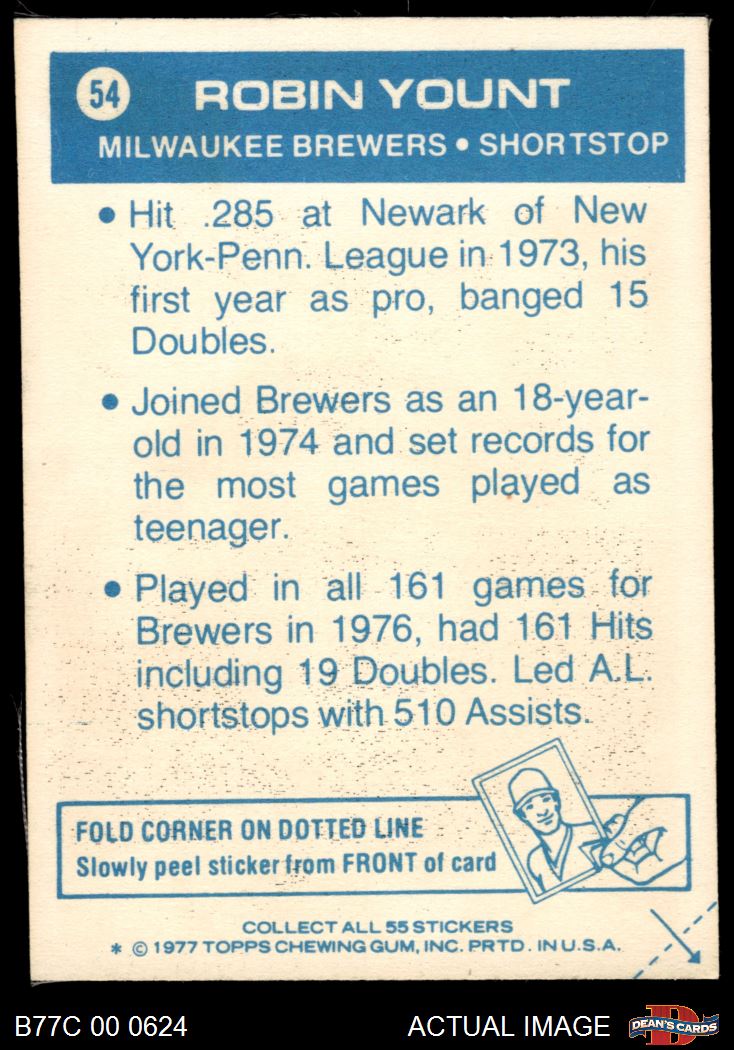 54
ROBIN YOUNT
MILWAUKEE BREWERS • SHORTSTOP
• Hit .285 at Newark of New
York-Penn. League in 1973, his
first year as pro, banged 15
Doubles.
• Joined Brewers as an 18-year-
old in 1974 and set records for
the most games played as
teenager.
• Played in all 161 games for
Brewers in 1976, had 161 Hits
including 19 Doubles. Led A.L.
shortstops with 510 Assists.
FOLD CORNER ON DOTTED LINE
Slowly peel sticker from FRONT of card
COLLECT ALL 55 STICKERS
* © 1977 TOPPS CHEWING GUM, INC. PRTD. IN U.S.A.
B77C 00 0624
ACTUAL IMAGE
D
DEAN'S CARDS